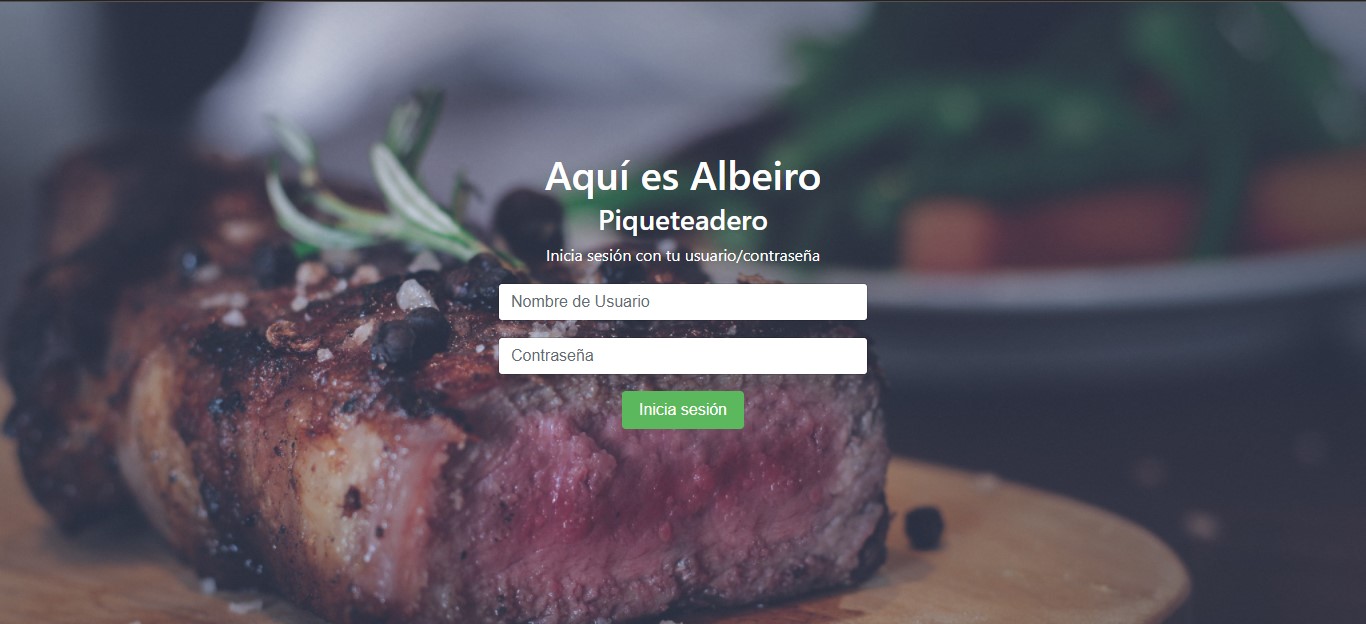 Aquí es Albeiro
Piqueteadero
Inicia sesión con tu usuario/contraseña
Nombre de Usuario
Contraseña
Inicia sesión